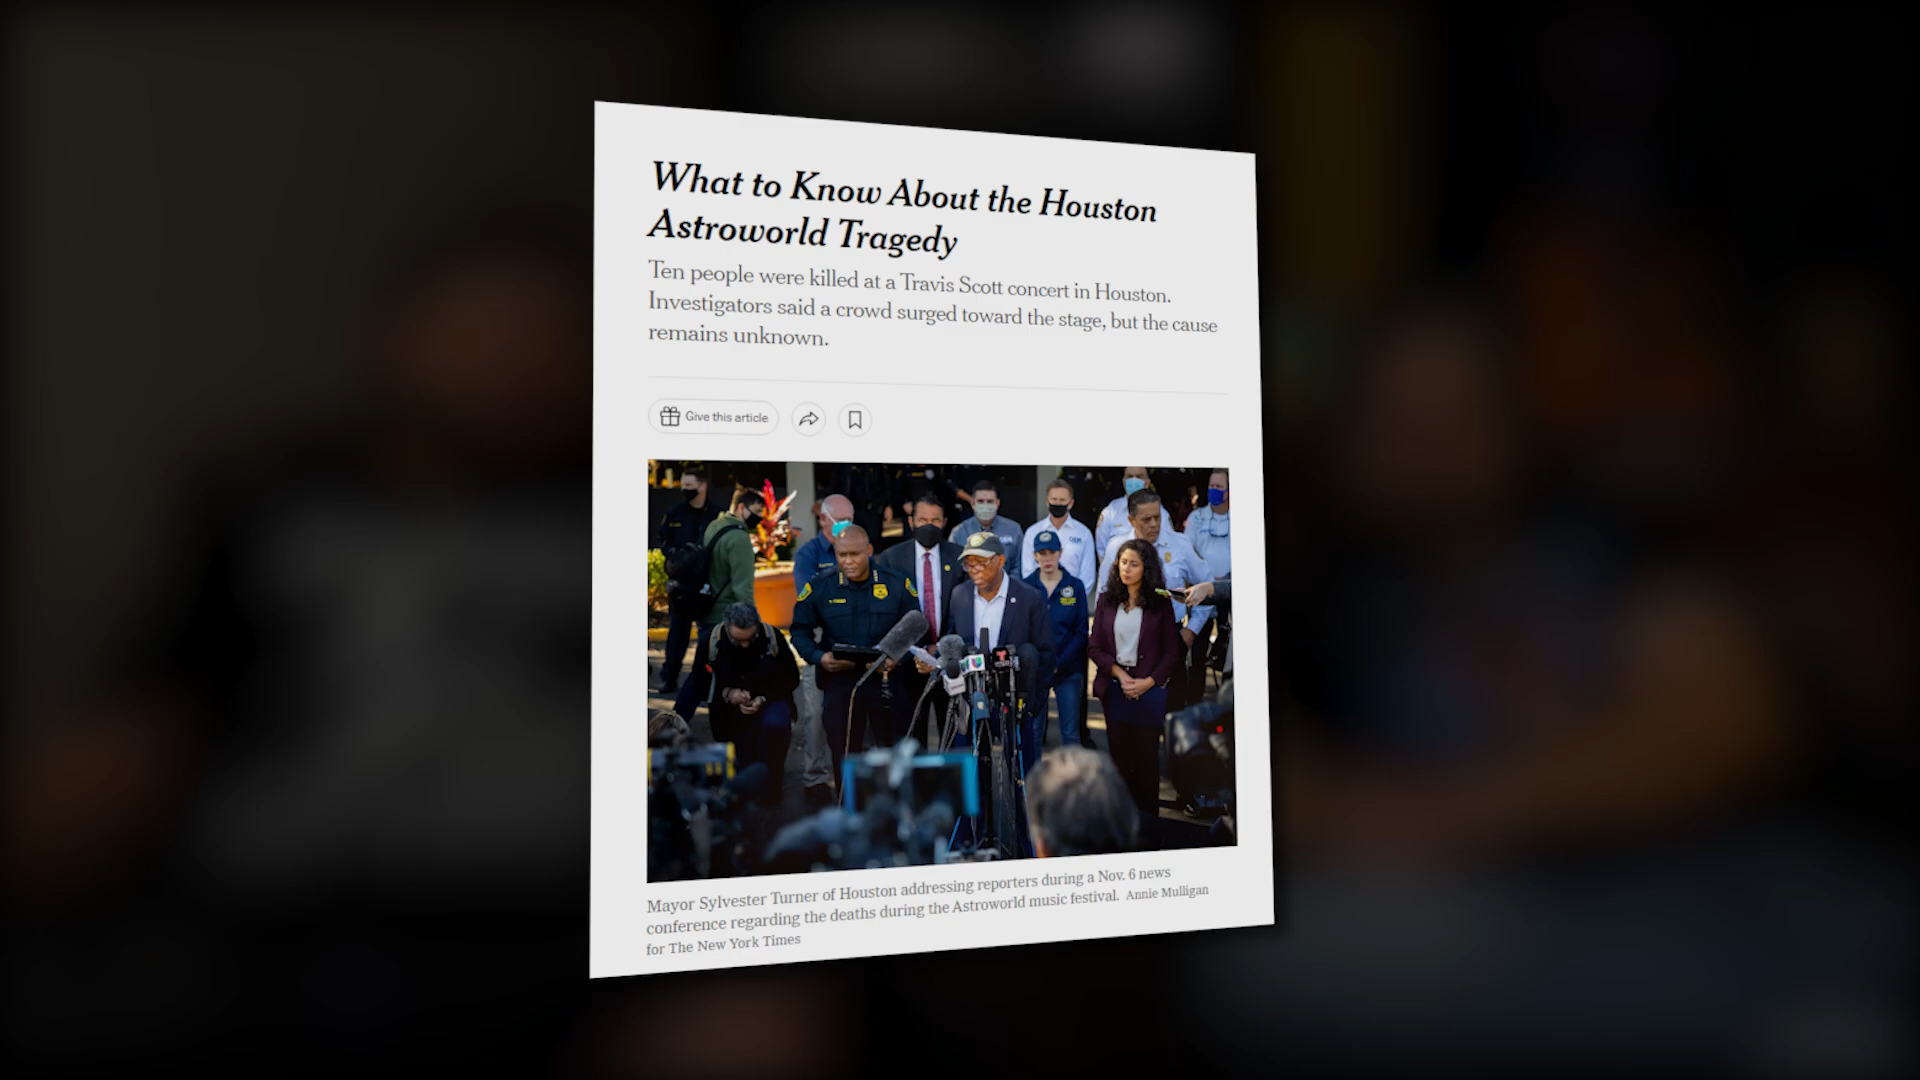 What to Know About the Houston
Astroworld Tragedy
Ten people were killed at a Travis Scott concert in Houston.
Investigators said a crowd surged toward the stage, but the cause
remains unknown.
Give this article
Mayor Sylvester Turner of Houston addressing reporters during a Nov. 6 news
conference regarding the deaths during the Astroworld music festival. Annie Mulligan
for The New York Times